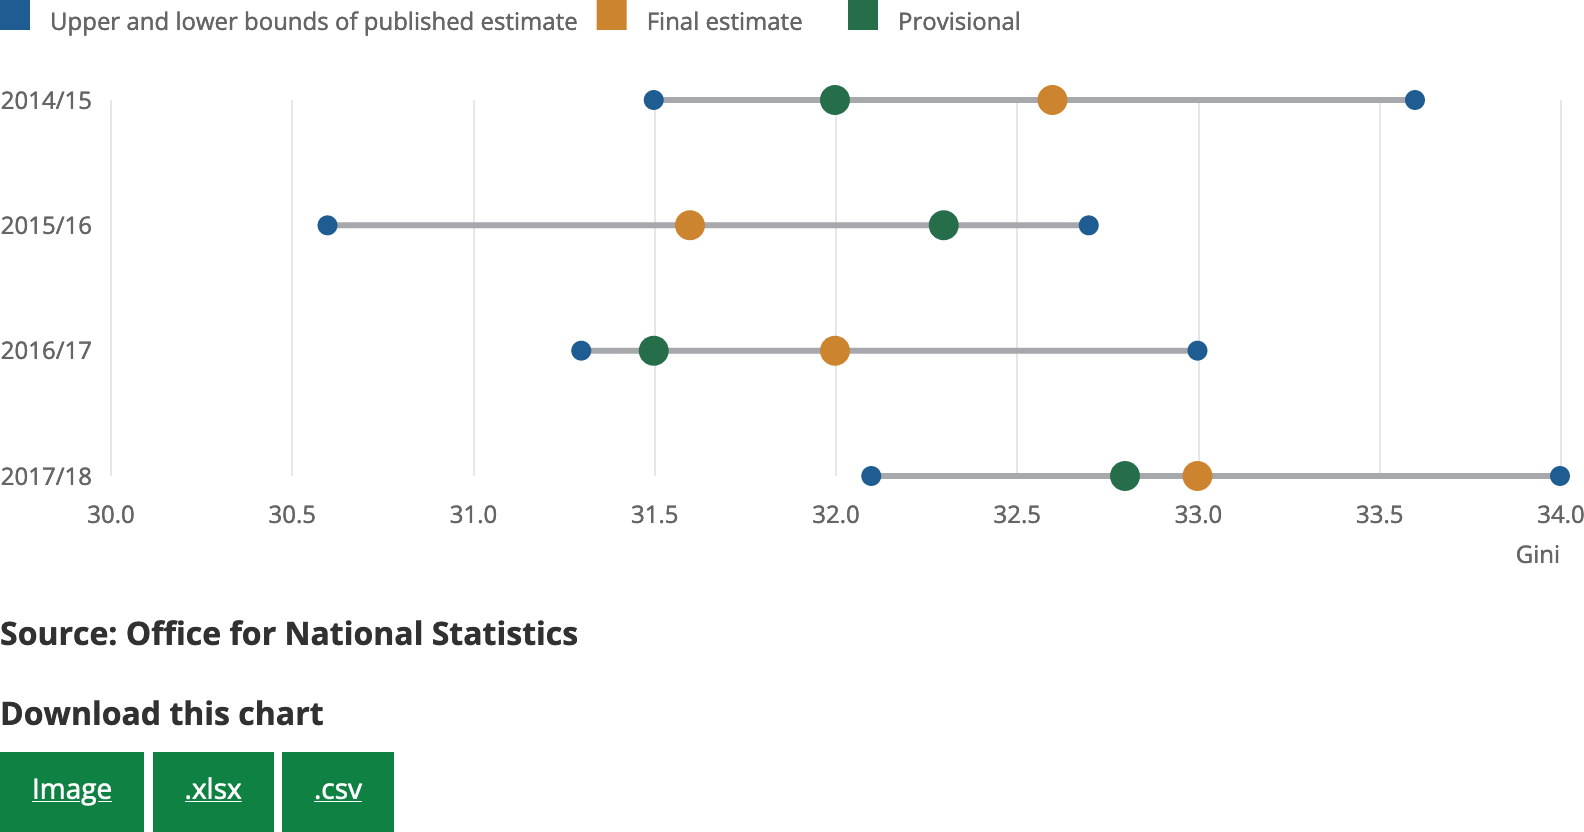 Upper and lower bounds of published estimate Final estimate Provisional
2014/15
2015/16
2016/17
2017/18
30.0 30.5 31.0 31.5 32.0 32.5 33.0 33.5 34.0
Gini
Source: Office for National Statistics
Download this chart
Image .xlsx .csv